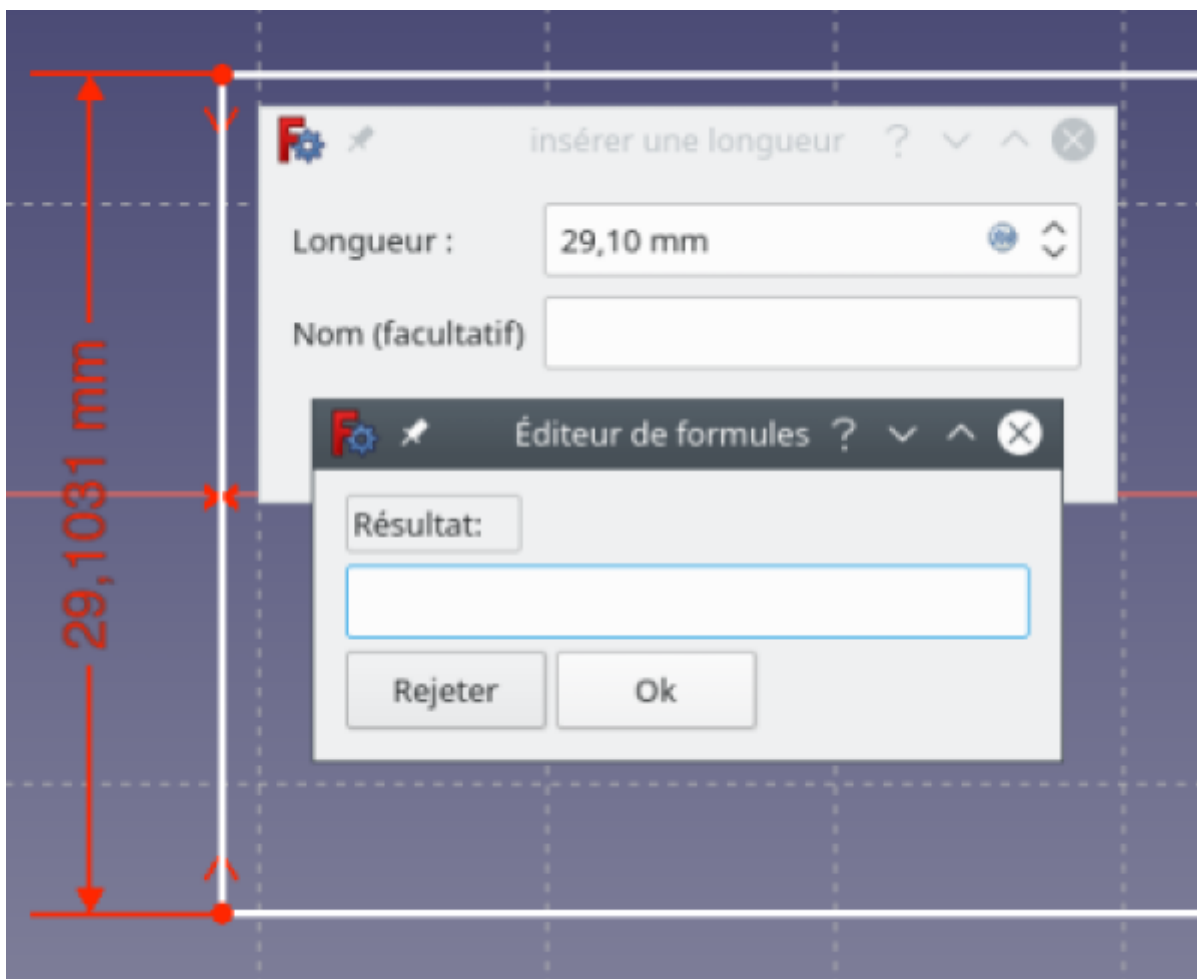 insérer une longueur
Longueur :
29,10 mm
Nom (facultatif)
Éditeur de formules
Résultat:
Rejeter
Ok
29,1031 mm